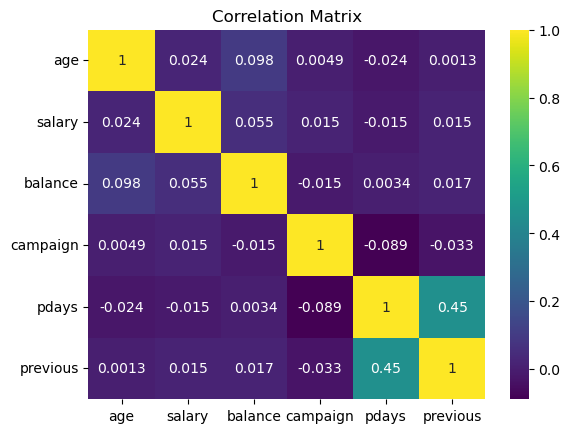 Correlation Matrix
age 1 0.024 0.098 0.0049 -0.024 0.0013
salary 0.024 1 0.055 0.015 -0.015 0.015
balance 0.098 0.055 1 -0.015 0.0034 0.017
campaign 0.0049 0.015 -0.015 1 -0.089 -0.033
pdays -0.024 -0.015 0.0034 -0.089 1 0.45
previous 0.0013 0.015 0.017 -0.033 0.45 1
age salary balance campaign pdays previous
1.0
0.8
0.6
0.4
0.2
0.0